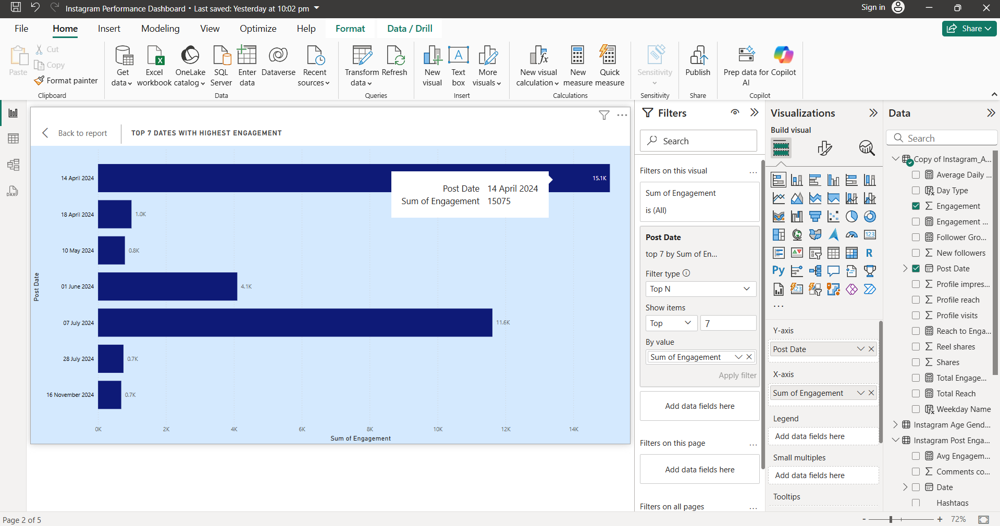 Instagram Performance Dashboard • Last saved: Yesterday at 10:02 pm
Sign in
File Home Insert Modeling View Optimize Help Format Data / Drill
Share
Paste
Cut
Copy
Format painter
Clipboard
Get data
Excel workbook
OneLake catalog
SQL Server
Enter data
Dataverse
Recent sources
Data
Transform data
Refresh
Queries
New visual
Text box
More visuals
Insert
New visual calculation
New measure
Quick measure
Calculations
Sensitivity
Sensitivity
Publish
Share
Prep data for AI
Copilot
Copilot
Back to report
TOP 7 DATES WITH HIGHEST ENGAGEMENT
Post Date
14 April 2024 15.1K
18 April 2024 1.0K
10 May 2024 0.8K
01 June 2024 4.1K
07 July 2024 11.6K
28 July 2024 0.7K
16 November 2024 0.7K
0K 2K 4K 6K 8K 10K 12K 14K
Sum of Engagement
Post Date 14 April 2024
Sum of Engagement 15075
Filters
Search
Filters on this visual ...
Sum of Engagement
is (All)
Post Date
top 7 by Sum of En...
Filter type
Top N
Show items
Top 7
By value
Sum of Engagement
Apply filter
Add data fields here
Filters on this page ...
Add data fields here
Filters on all pages ...
Visualizations
Build visual
123
R
Py
123
...
Y-axis
Post Date
X-axis
Sum of Engagement
Legend
Add data fields here
Small multiples
Add data fields here
Tooltips
Data
Search
Copy of Instagram_A...
Average Daily ...
Day Type
Engagement
Engagement ...
Follower Gro...
New followers
Post Date
Profile impres...
Profile reach
Profile visits
Reach to Enga...
Reel shares
Shares
Total Engage...
Total Reach
Weekday Name
Instagram Age Gend...
Instagram Post Enga...
Avg Engagem...
Comments co...
Date
Hashtags
DAX
Page 2 of 5
- + 72%